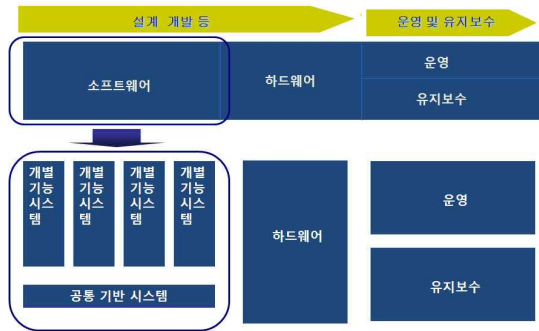 설계 개발 등
운영 및 유지보수
소프트웨어
하드웨어
운영
유지보수
개별
기능
시스
템
개별
기능
시스
템
개별
기능
시스
템
개별
기능
시스
템
공통 기반 시스템
하드웨어
운영
유지보수